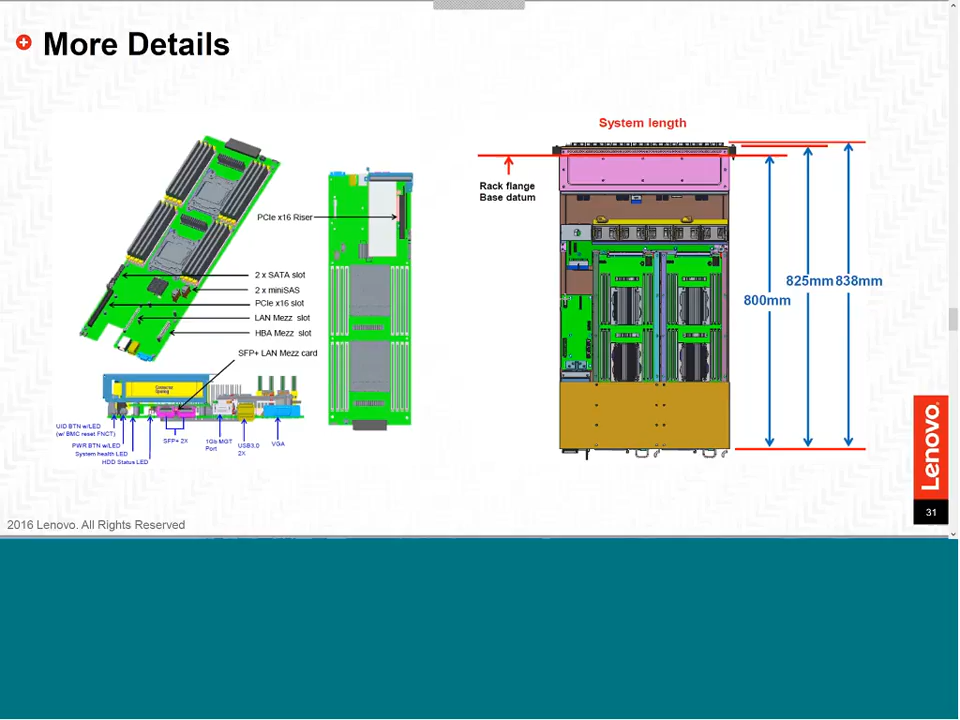 More Details
System length
Rack flange
Base datum
PCIe x16 Riser
2 x SATA slot
2 x miniSAS
PCIe x16 slot
LAN Mezz slot
HBA Mezz slot
SFP+ LAN Mezz card
825mm
838mm
800mm
UID BTN w/LED
(w/ BMC reset FNCT)
PWR BTN w/LED
System health LED
HDD Status LED
SFP+ 2X
1Gb MGT
Port
USB3.0
2X
VGA
Lenovo
31
2016 Lenovo. All Rights Reserved